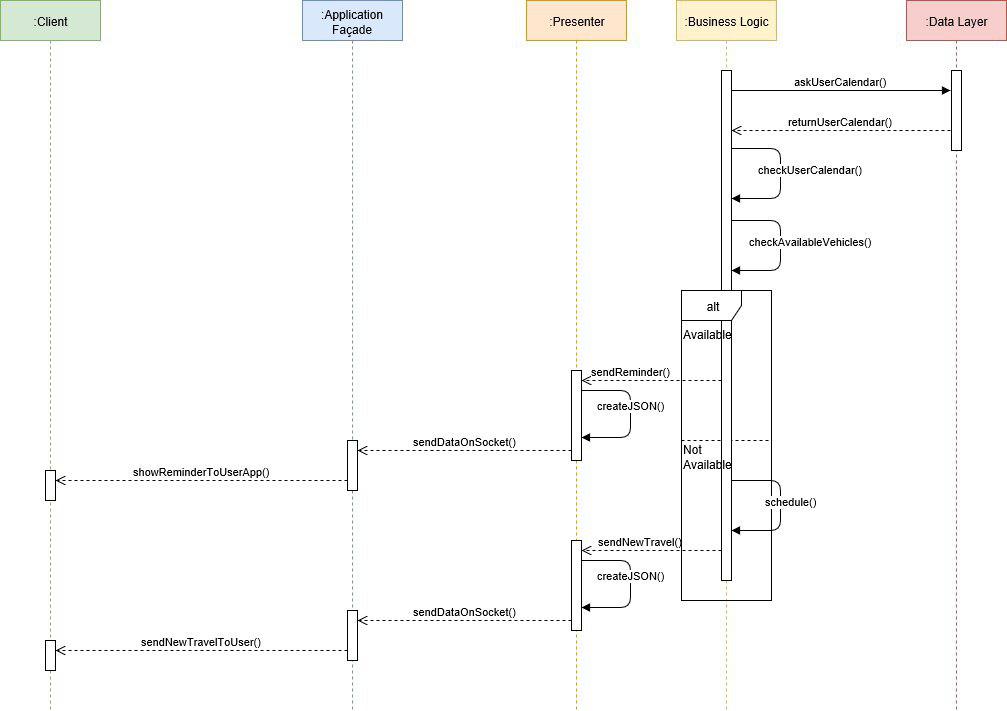 :Client
:Application
Façade
:Presenter
:Business Logic
:Data Layer
askUserCalendar()
returnUserCalendar()
checkUserCalendar()
checkAvailableVehicles()
alt
Available
sendReminder()
createJSON()
sendDataOnSocket()
Not
Available
showReminderToUserApp()
schedule()
sendNewTravel()
createJSON()
sendDataOnSocket()
sendNewTravelToUser()